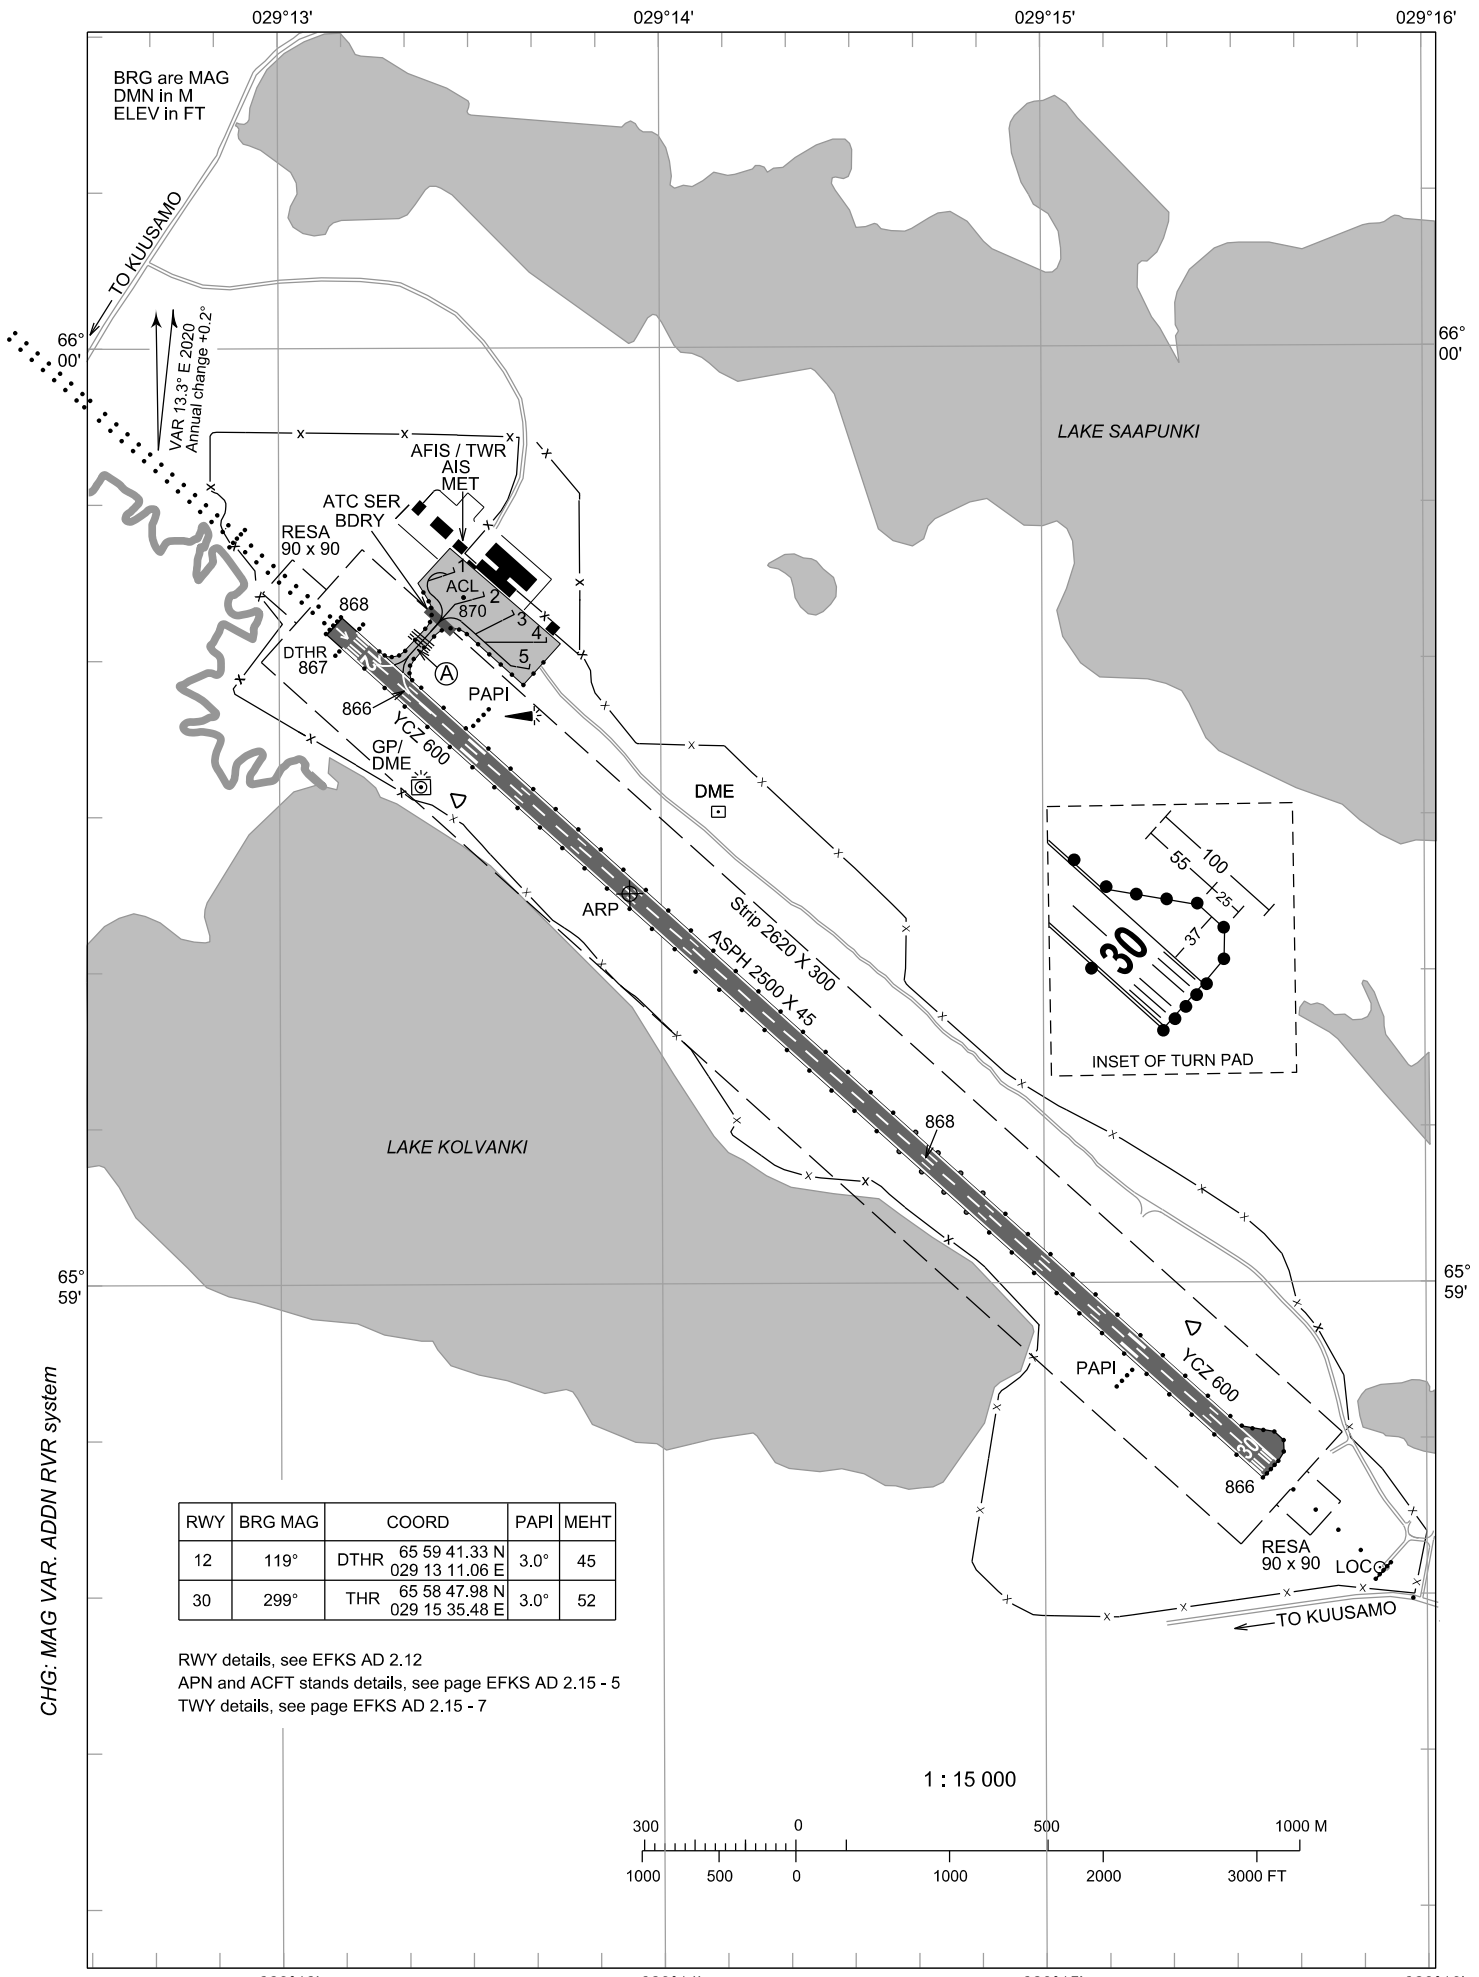 029°13'
029°14'
029°15'
029°16'
BRG are MAG
DMN in M
ELEV in FT
TO KUUSAMO
66°
00'
VAR 13.3° E 2020
Annual change +0.2°
66°
00'
LAKE SAAPUNKI
AFIS / TWR
AIS
MET
ATC SER
BDRY
RESA
90 x 90
1
ACL
2
870
3
4
5
868
DTHR
867
12
A
866
PAPI
YCZ 600
GP/
DME
DME
ARP
Strip 2620 X 300
ASPH 2500 X 45
100
55
25
37
30
INSET OF TURN PAD
868
LAKE KOLVANKI
65°
59'
65°
59'
PAPI
YCZ 600
30
866
RESA
90 x 90
LOC
TO KUUSAMO
CHG: MAG VAR. ADDN RVR system
RWY BRG MAG COORD PAPI MEHT
12 119° DTHR 65 59 41.33 N 029 13 11.06 E 3.0° 45
30 299° THR 65 58 47.98 N 029 15 35.48 E 3.0° 52
RWY details, see EFKS AD 2.12
APN and ACFT stands details, see page EFKS AD 2.15 - 5
TWY details, see page EFKS AD 2.15 - 7
1 : 15 000
300 0 500 1000 M
1000 500 0 1000 2000 3000 FT